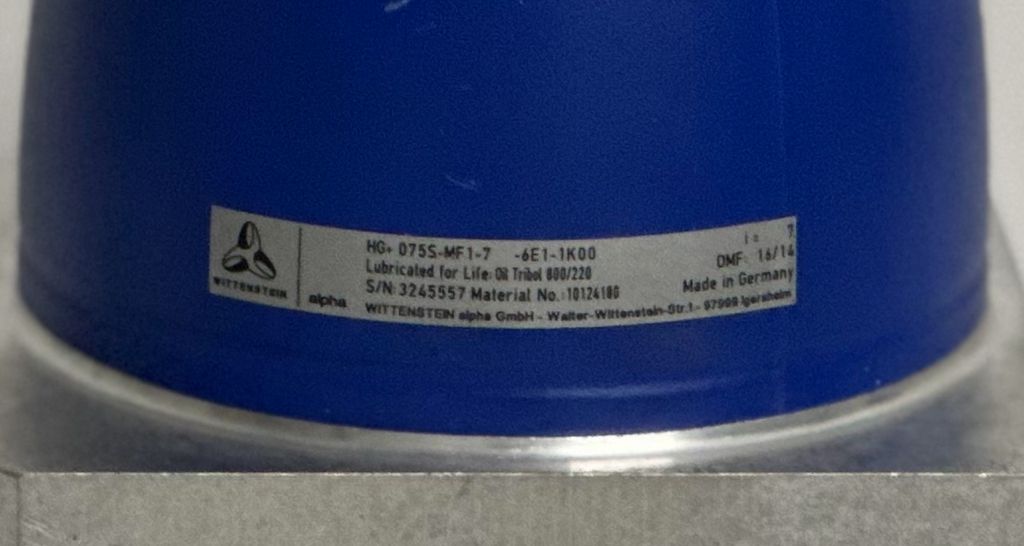 WITTENSTEIN
alpha
HG+ 075S-MF1-7 -6E1-1K00
i = 7
Lubricated for Life: Oil Tribol 800/220
DMF: 16/14
S/N: 3245557 Material No.:
Made in Germany
WITTENSTEIN alpha GmbH - Walter-Wittenstein-Str.1 - 97999 Igersheim